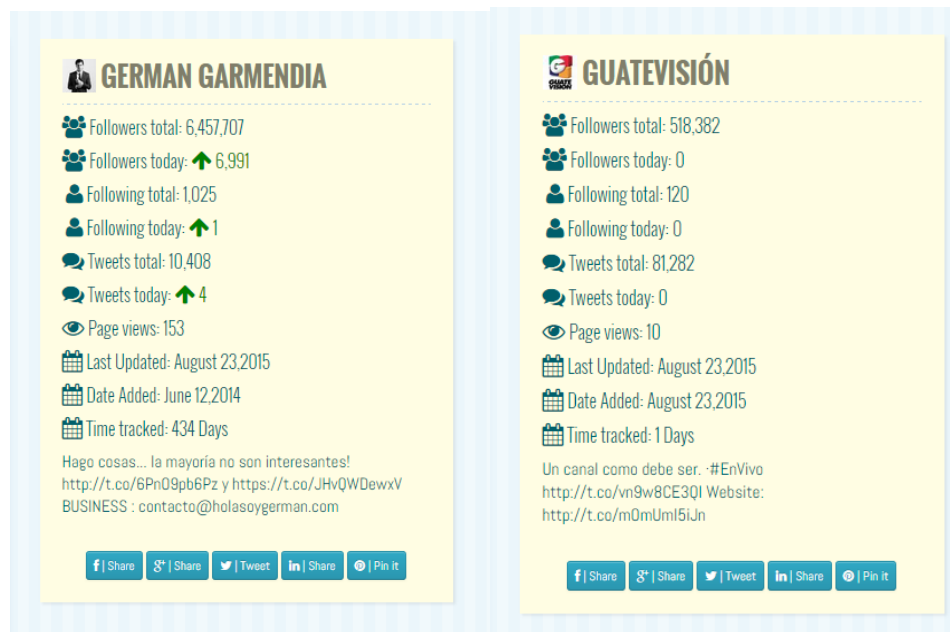 GERMAN GARMENDIA
Followers total: 6,457,707
Followers today: 6,991
Following total: 1,025
Following today: 1
Tweets total: 10,408
Tweets today: 4
Page views: 153
Last Updated: August 23,2015
Date Added: June 12,2014
Time tracked: 434 Days
Hago cosas... la mayoría no son interesantes!
http://t.co/6PnO9pb6Pz y https://t.co/JHvQWDewxV
BUSINESS : contacto@holasoygerman.com
f | Share
g+ | Share
| Tweet
in | Share
| Pin it
G
GUATE
VISIÓN
GUATEVISIÓN
Followers total: 518,382
Followers today: 0
Following total: 120
Following today: 0
Tweets total: 81,282
Tweets today: 0
Page views: 10
Last Updated: August 23,2015
Date Added: August 23,2015
Time tracked: 1 Days
Un canal como debe ser. ·#EnVivo
http://t.co/vn9w8CE3QI Website:
http://t.co/mOmUmI5iJn
f | Share
g+ | Share
| Tweet
in | Share
| Pin it